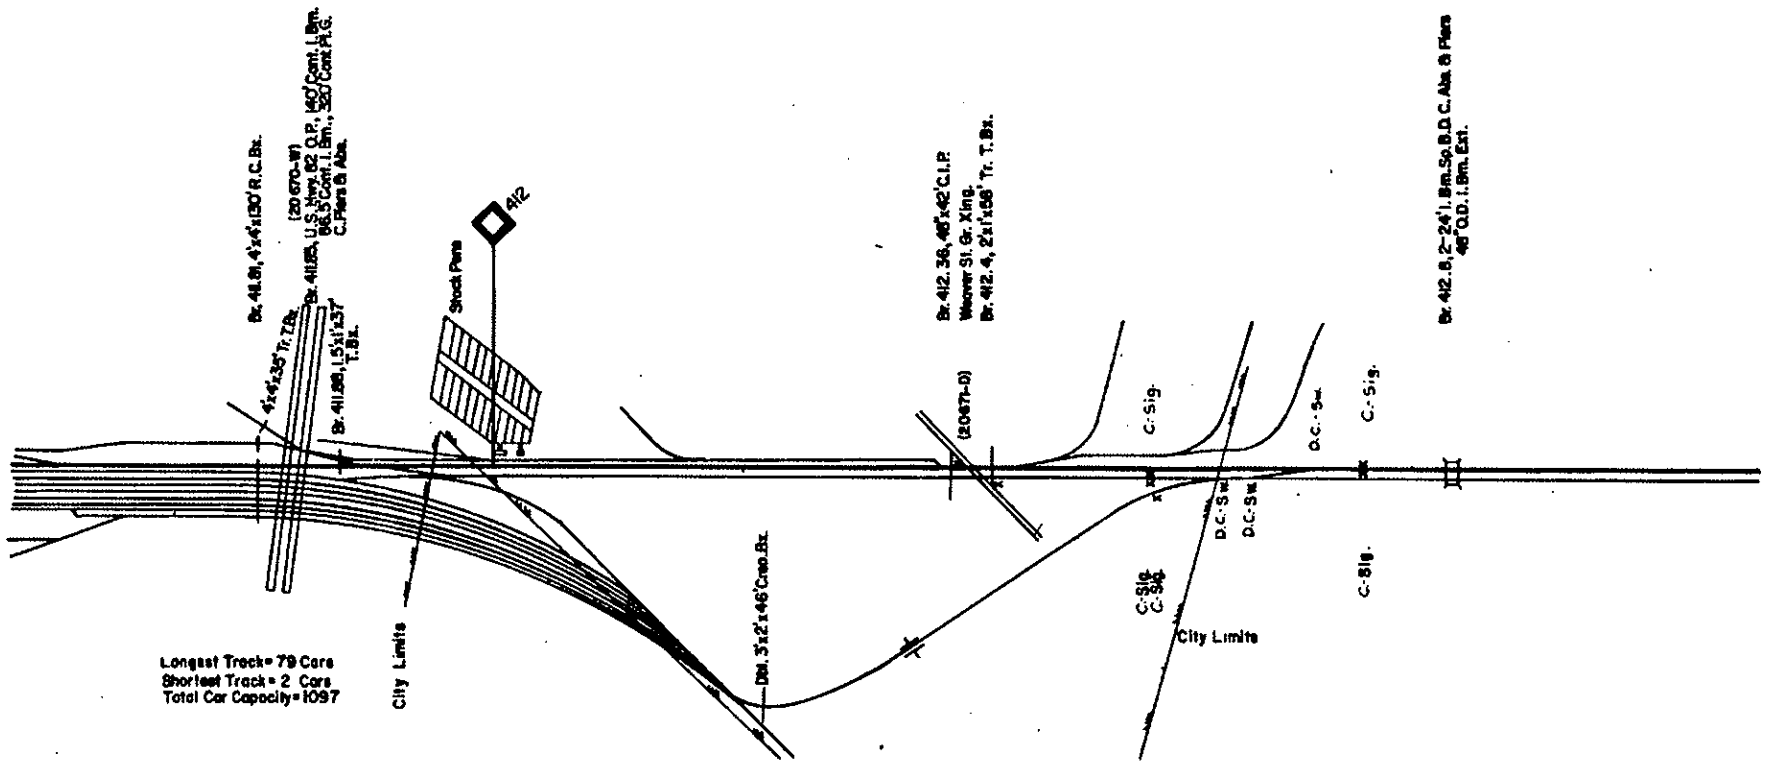 Br. 411.81, 4'x4'x130' R.C. Bx.
4'x4'x35' Tr. T. Bx.
(20670-W)
Br. 411.85, U.S. Hwy. 82 O.P., 140' Cont. I. Bm.
86.5' Cont. I. Bm., 320' Cont. Pl. G.
C. Piers & Abs.
Br. 411.88, 1.5'x1'x37'
T. Bx.
Stock Pens
412
Br. 412.36, 48"x42' C.I.P.
Weaver St. Gr. Xing.
Br. 412.4, 2'x1'x56' Tr. T. Bx.
(20671-D)
C.-Sig.
D.C.-Sw.
C.-Sig.
Br. 412.8, 2-24' I. Bm. Sp. B.D. C. Abs. & Piers
48" O.D. I. Bm. Ext.
D.C.-Sw.
D.C.-Sw.
C.-Sig.
C.-Sig.
C.-Sig.
City Limits
City Limits
Dbl. 3'x2'x46' Creo. Bx.
Longest Track = 79 Cars
Shortest Track = 2 Cars
Total Car Capacity = 1097